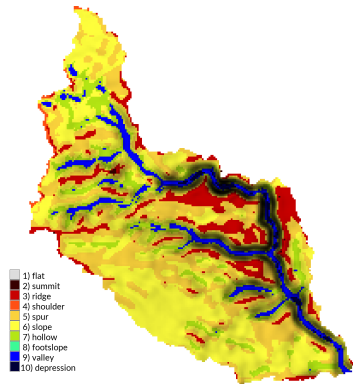 1) flat
2) summit
3) ridge
4) shoulder
5) spur
6) slope
7) hollow
8) footslope
9) valley
10) depression